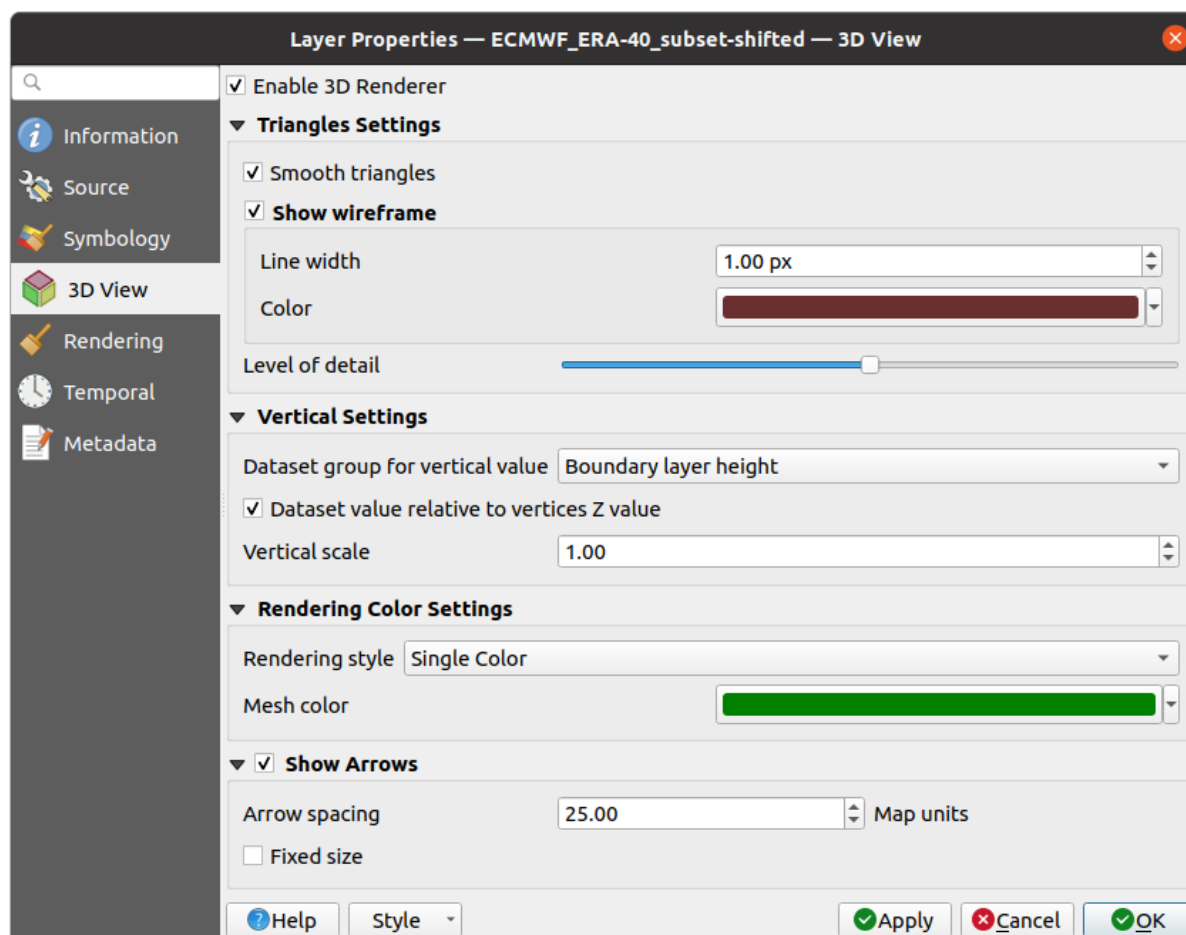 Layer Properties — ECMWF_ERA-40_subset-shifted — 3D View
Information
Source
Symbology
3D View
Rendering
Temporal
Metadata
Enable 3D Renderer
Triangles Settings
Smooth triangles
Show wireframe
Line width 1.00 px
Color
Level of detail
Vertical Settings
Dataset group for vertical value Boundary layer height
Dataset value relative to vertices Z value
Vertical scale 1.00
Rendering Color Settings
Rendering style Single Color
Mesh color
Show Arrows
Arrow spacing 25.00 Map units
Fixed size
Help Style Apply Cancel OK